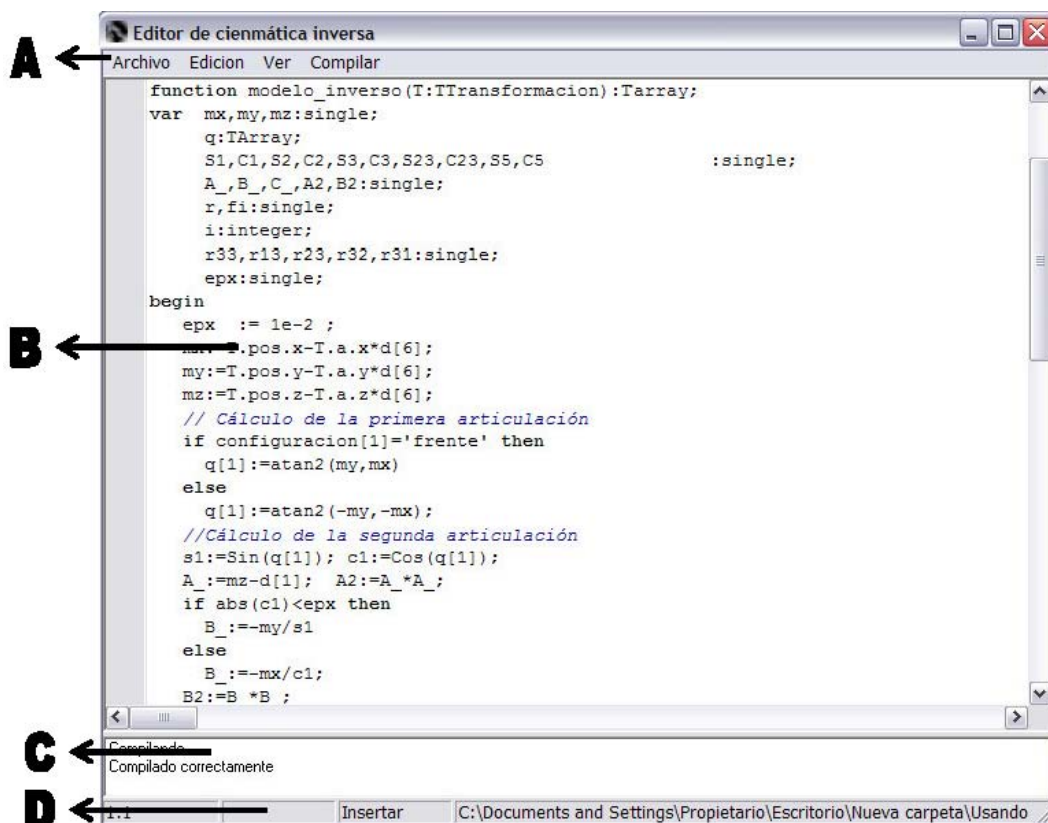 Editor de cienmática inversa
A
Archivo Edicion Ver Compilar
function modelo_inverso(T:TTransformacion):Tarray;
var mx,my,mz:single;
q:TArray;
S1,C1,S2,C2,S3,C3,S23,C23,S5,C5 :single;
A_,B_,C_,A2,B2:single;
r,fi:single;
i:integer;
r33,r13,r23,r32,r31:single;
epx:single;
begin
epx := 1e-2 ;
B
mx:=T.pos.x-T.a.x*d[6];
my:=T.pos.y-T.a.y*d[6];
mz:=T.pos.z-T.a.z*d[6];
// Cálculo de la primera articulación
if configuracion[1]='frente' then
q[1]:=atan2(my,mx)
else
q[1]:=atan2(-my,-mx);
//Cálculo de la segunda articulación
s1:=Sin(q[1]); c1:=Cos(q[1]);
A_:=mz-d[1]; A2:=A_*A_;
if abs(c1)<epx then
B_:=-my/s1
else
B_:=-mx/c1;
B2:=B_*B_;
C
Compilando
Compilado correctamente
D
1:1 Insertar C:\Documents and Settings\Propietario\Escritorio\Nueva carpeta\Usando